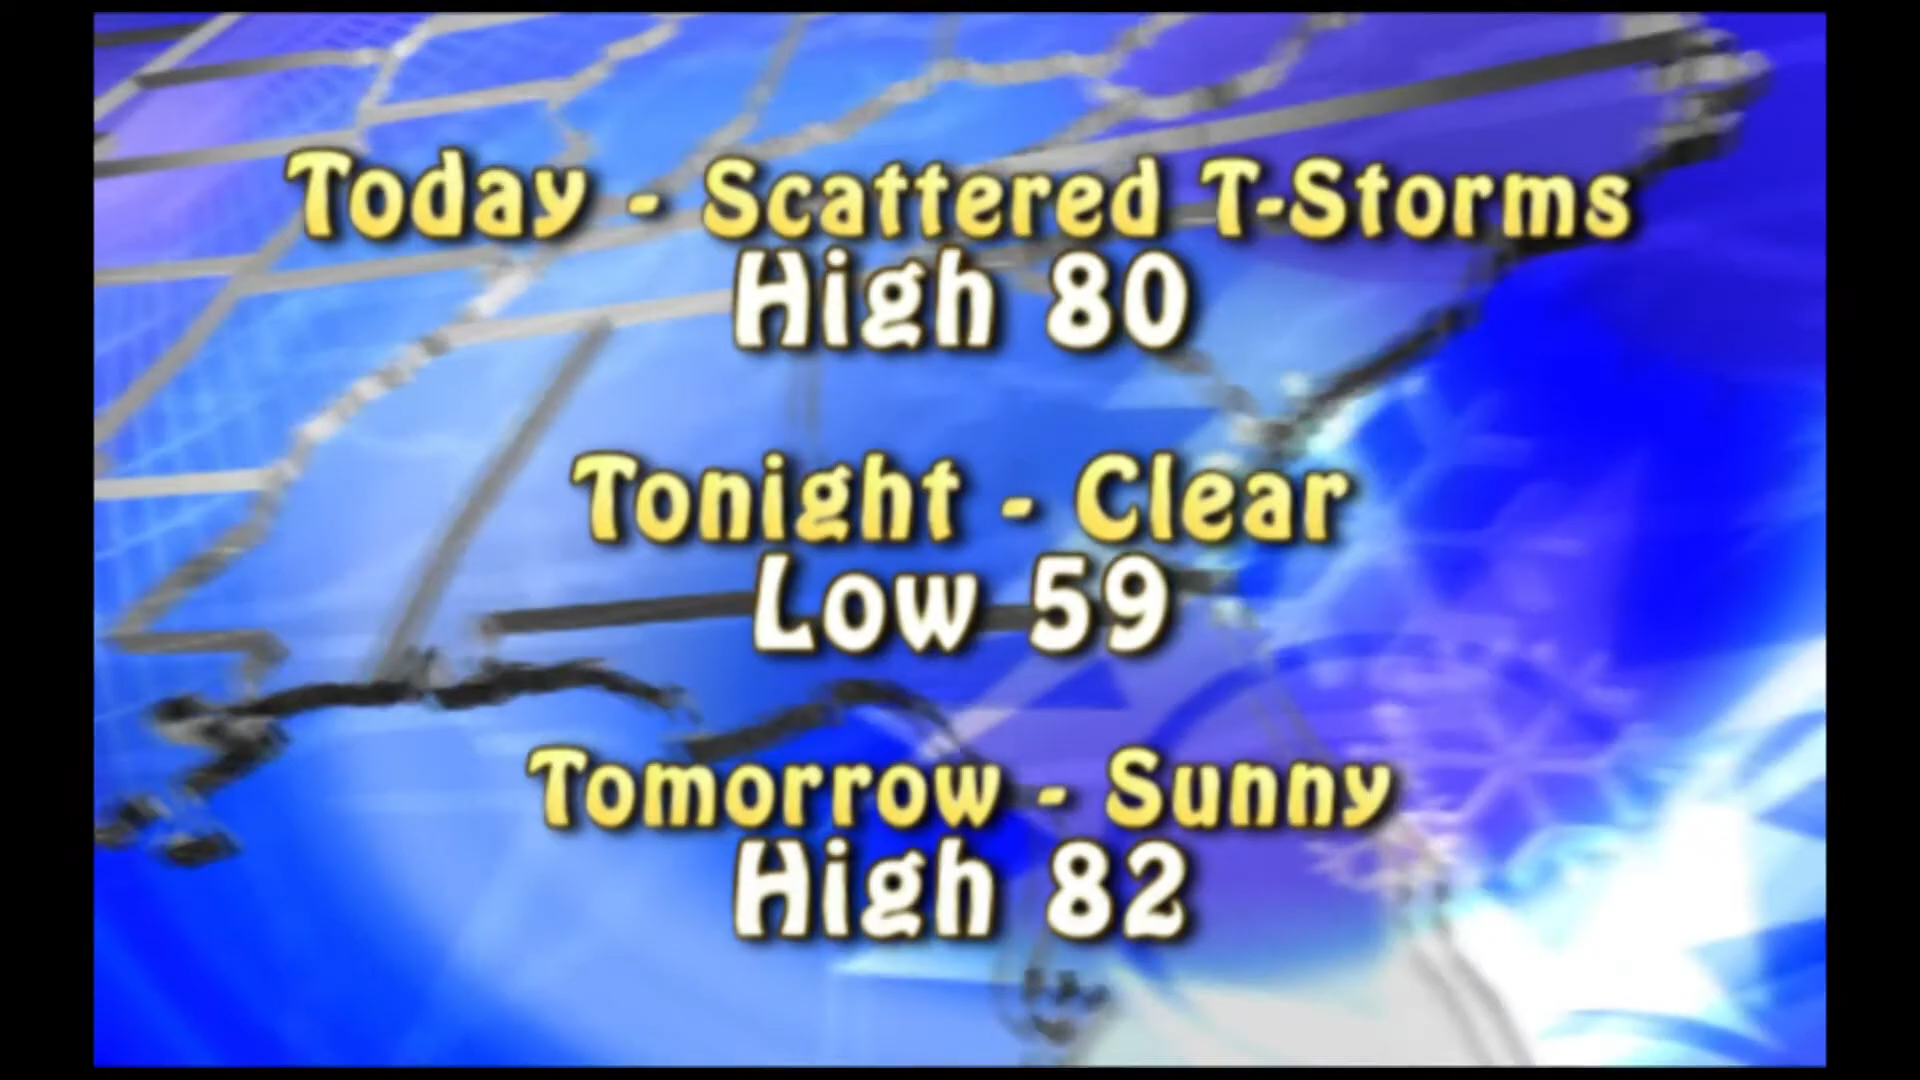 Today - Scattered T-Storms
High 80
Tonight - Clear
Low 59
Tomorrow - Sunny
High 82